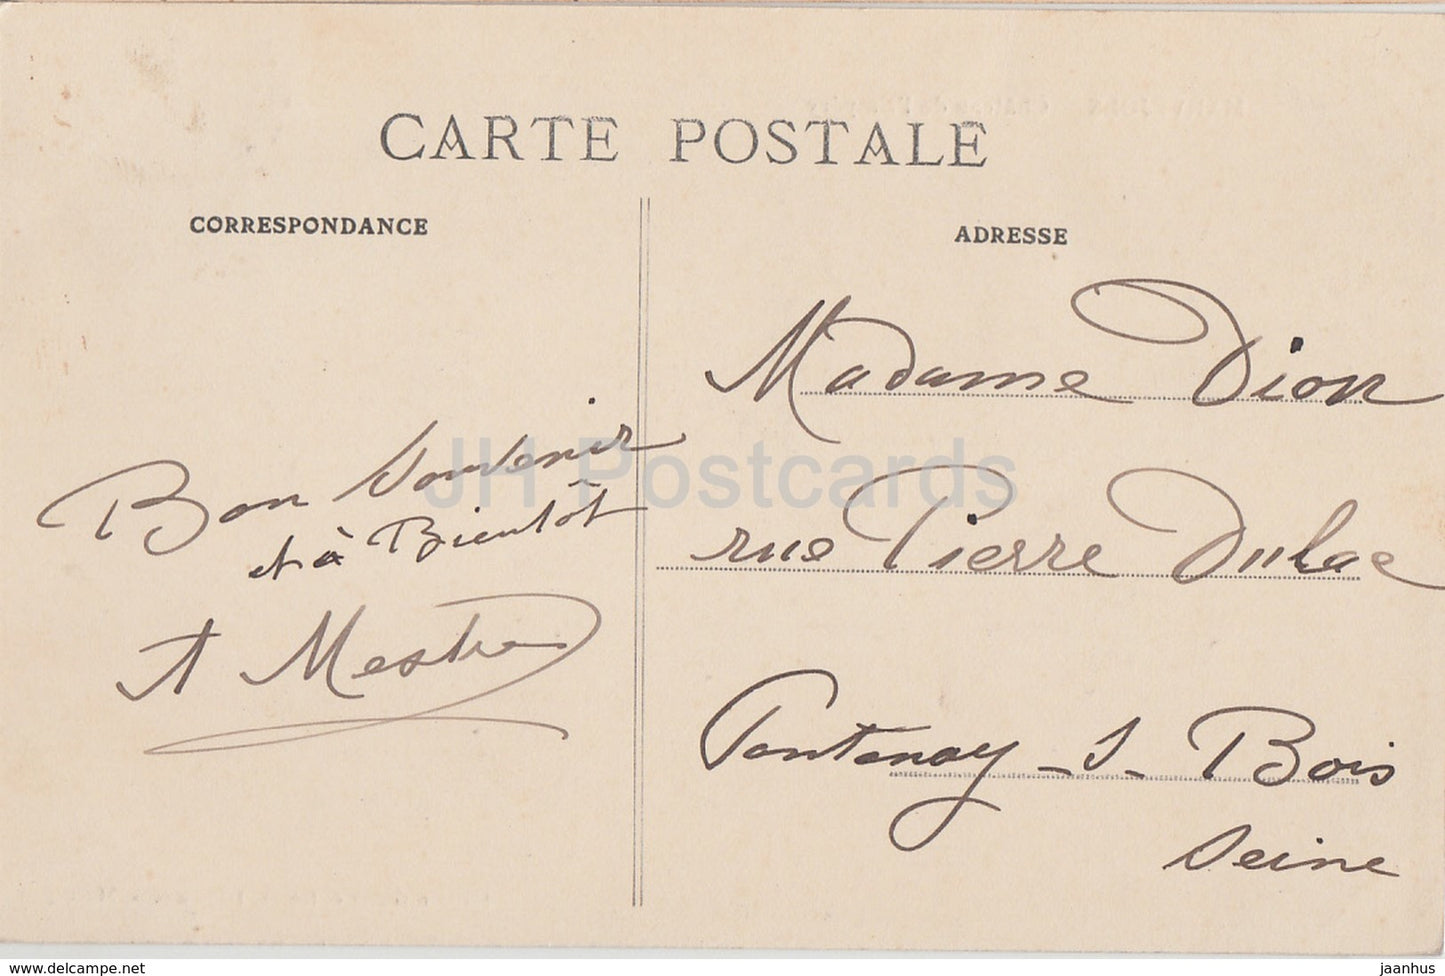 CARTE POSTALE
CORRESPONDANCE
ADRESSE
Bon Souvenir
et à Bientôt
A Mestre
Madame Dion
rue Pierre Dulac
Fontenay-s-Bois
Seine
JH Postcards
delcampe.net
jaanhus